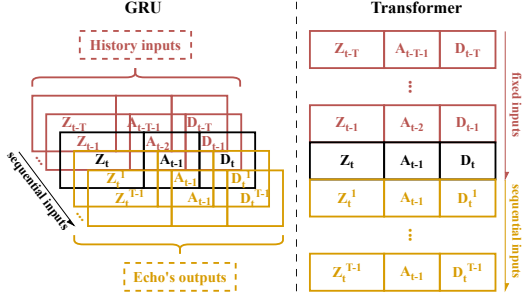 GRU
History inputs
Z_{t-T} A_{t-T-1} D_{t-T}
Z_{t-1} A_{t-2} D_{t-1}
Z_t A_{t-1} D_t
Z_t^1 A_{t-1} D_t^1
Z_t^{T-1} A_{t-1} D_t^{T-1}
...
...
sequential inputs
Echo's outputs
Transformer
Z_{t-T} A_{t-T-1} D_{t-T}
...
Z_{t-1} A_{t-2} D_{t-1}
Z_t A_{t-1} D_t
Z_t^1 A_{t-1} D_t^1
...
Z_t^{T-1} A_{t-1} D_t^{T-1}
fixed inputs
sequential inputs